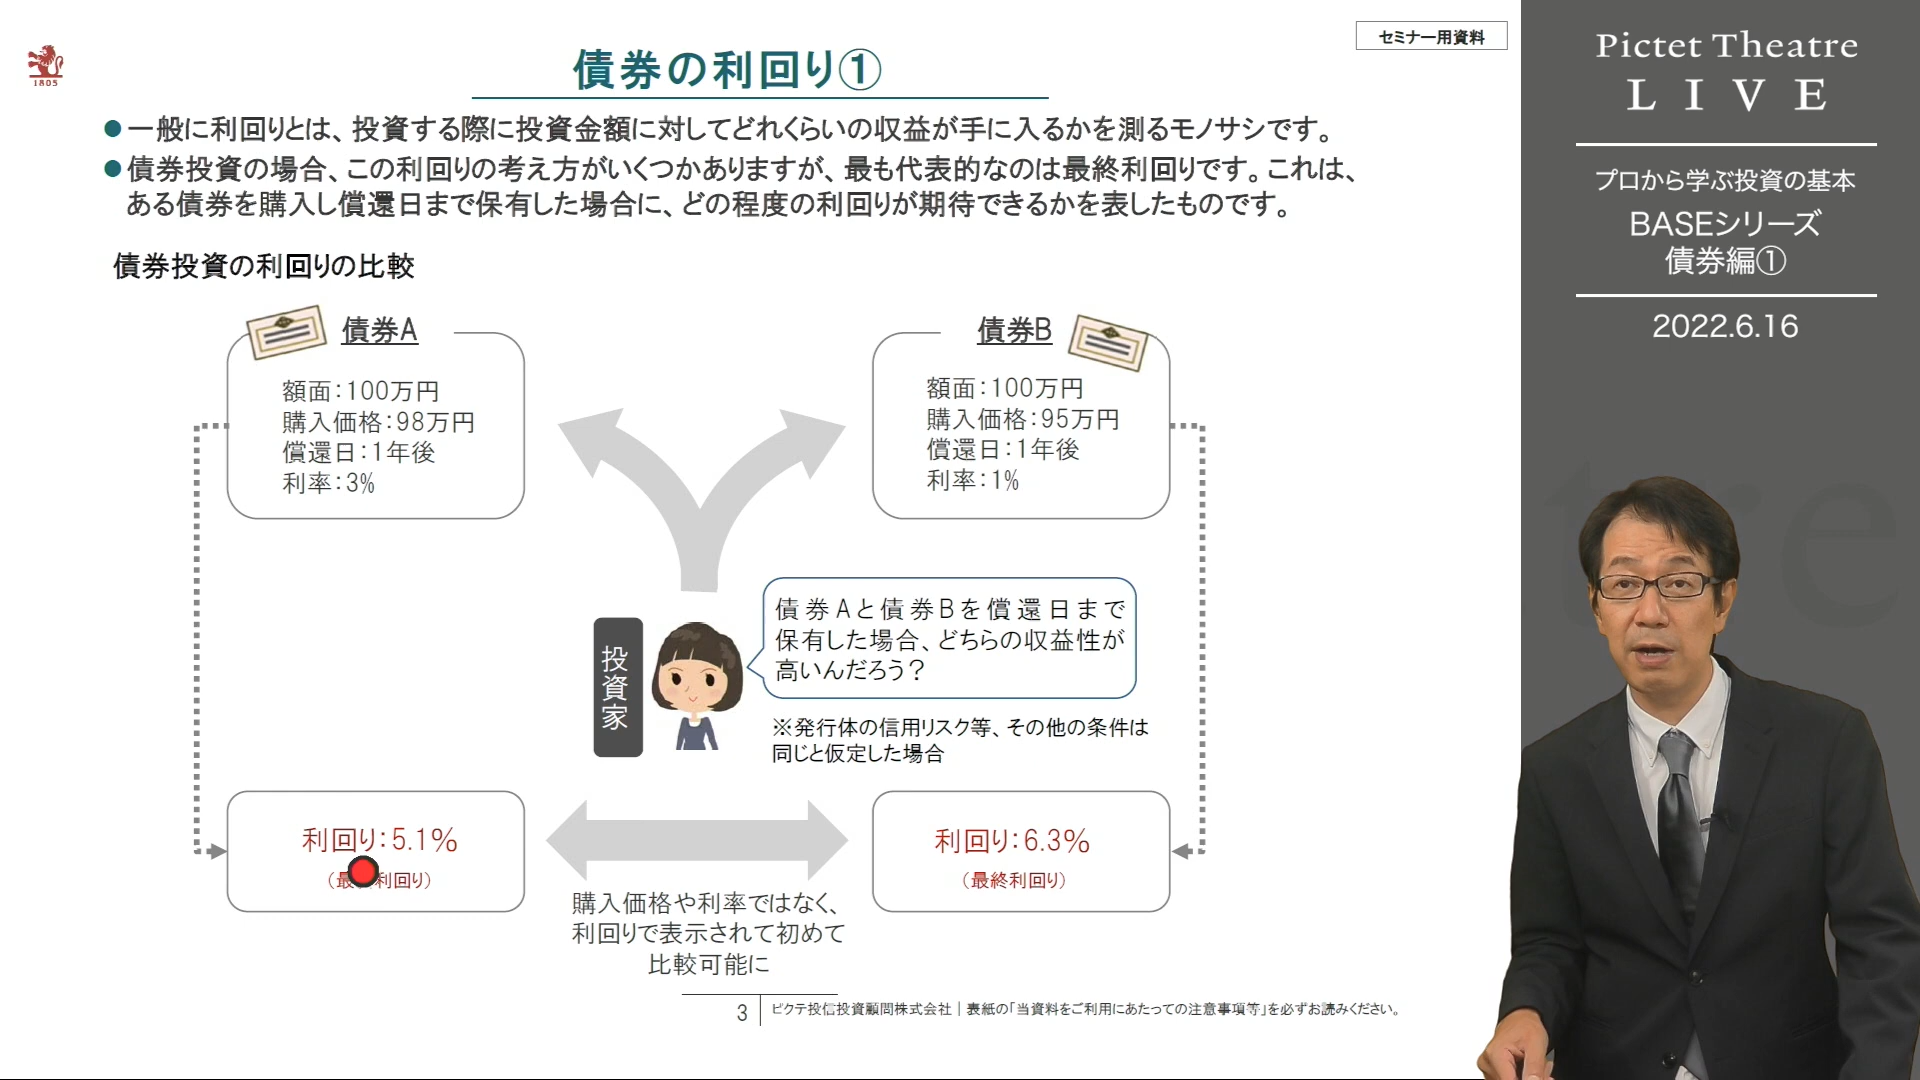 セミナー用資料
1805
債券の利回り①
●一般に利回りとは、投資する際に投資金額に対してどれくらいの収益が手に入るかを測るモノサシです。
●債券投資の場合、この利回りの考え方がいくつかありますが、最も代表的なのは最終利回りです。これは、
ある債券を購入し償還日まで保有した場合に、どの程度の利回りが期待できるかを表したものです。
債券投資の利回りの比較
債券A
額面：100万円
購入価格：98万円
償還日：1年後
利率：3%
債券B
額面：100万円
購入価格：95万円
償還日：1年後
利率：1%
投資家
債券Aと債券Bを償還日まで
保有した場合、どちらの収益性が
高いんだろう？
※発行体の信用リスク等、その他の条件は
同じと仮定した場合
利回り：5.1%
（最 利回り）
利回り：6.3%
（最終利回り）
購入価格や利率ではなく、
利回りで表示されて初めて
比較可能に
3
ピクテ投信投資顧問株式会社｜表紙の「当資料をご利用にあたっての注意事項等」を必ずお読みください。
Pictet Theatre
LIVE
プロから学ぶ投資の基本
BASEシリーズ
債券編①
2022.6.16